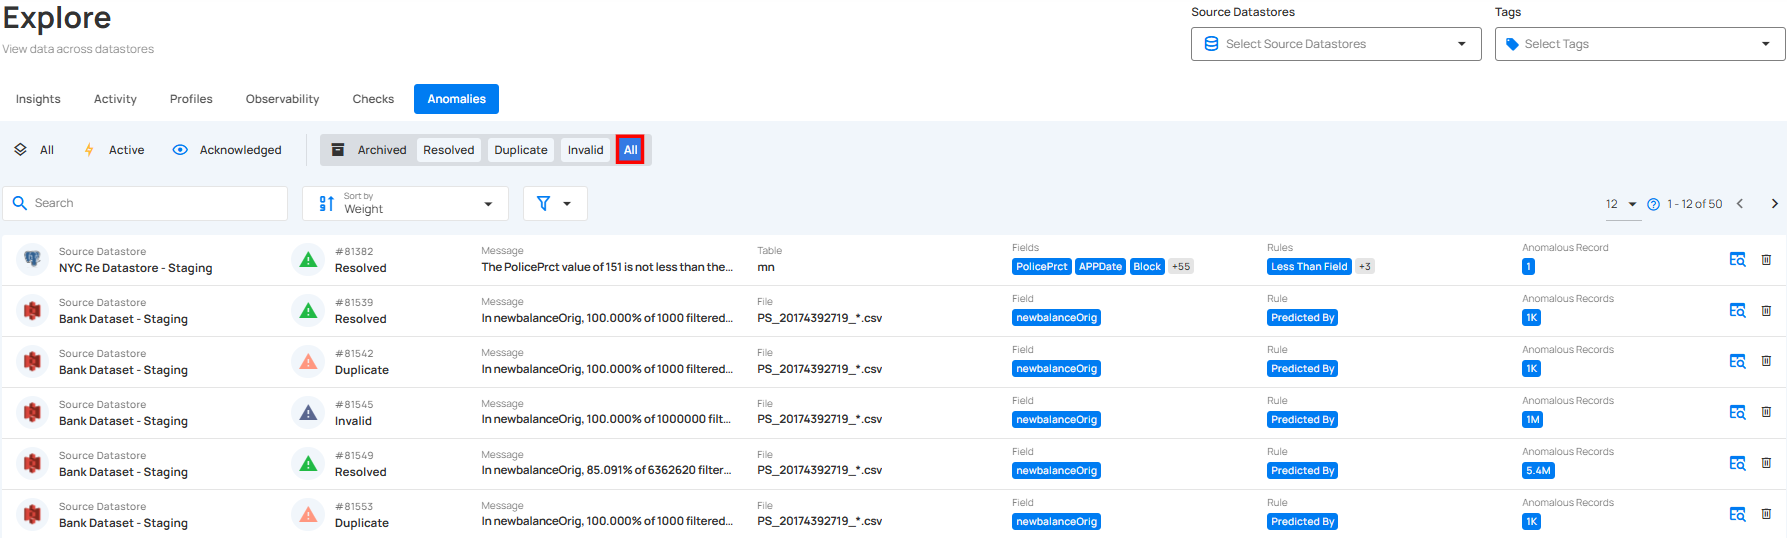 Explore
View data across datastores
Source Datastores
Select Source Datastores
Tags
Select Tags
Insights Activity Profiles Observability Checks Anomalies
All Active Acknowledged Archived Resolved Duplicate Invalid All
Search
Sort by
Weight
12 1 - 12 of 50
Source Datastore #81382 Message Table Fields Rules Anomalous Record
NYC Re Datastore - Staging Resolved The PolicePrct value of 151 is not less than the... mn PolicePrct APPDate Block +55 Less Than Field +3 1
Source Datastore #81539 Message File Field Rule Anomalous Records
Bank Dataset - Staging Resolved In newbalanceOrig, 100.000% of 1000 filtered... PS_20174392719_*.csv newbalanceOrig Predicted By 1K
Source Datastore #81542 Message File Field Rule Anomalous Records
Bank Dataset - Staging Duplicate In newbalanceOrig, 100.000% of 1000 filtered... PS_20174392719_*.csv newbalanceOrig Predicted By 1K
Source Datastore #81545 Message File Field Rule Anomalous Records
Bank Dataset - Staging Invalid In newbalanceOrig, 100.000% of 1000000 filt... PS_20174392719_*.csv newbalanceOrig Predicted By 1M
Source Datastore #81549 Message File Field Rule Anomalous Records
Bank Dataset - Staging Resolved In newbalanceOrig, 85.091% of 6362620 filter... PS_20174392719_*.csv newbalanceOrig Predicted By 5.4M
Source Datastore #81553 Message File Field Rule Anomalous Records
Bank Dataset - Staging Duplicate In newbalanceOrig, 100.000% of 1000 filtered... PS_20174392719_*.csv newbalanceOrig Predicted By 1K